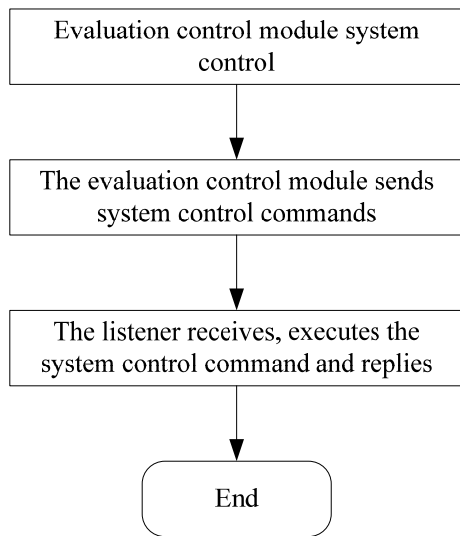 Evaluation control module system
control
The evaluation control module sends
system control commands
The listener receives, executes the
system control command and replies
End